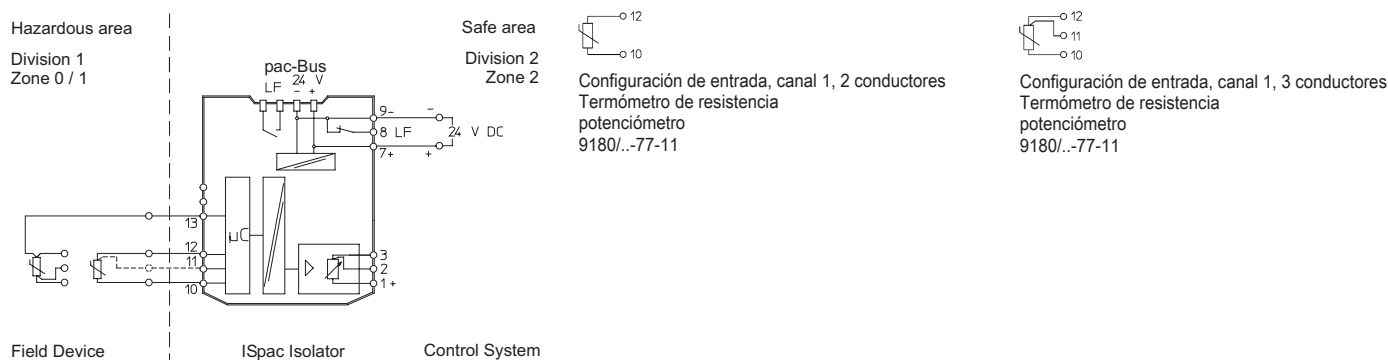 Hazardous area
Safe area
Division 1
Zone 0 / 1
Division 2
Zone 2
pac-Bus
LF 24 V
- +
9-
8 LF
7+
-
24 V DC
+
13
12
11
10
3
2
1 +
Field Device
ISpac Isolator
Control System
12
10
Configuración de entrada, canal 1, 2 conductores
Termómetro de resistencia
potenciómetro
9180/..-77-11
12
11
10
Configuración de entrada, canal 1, 3 conductores
Termómetro de resistencia
potenciómetro
9180/..-77-11